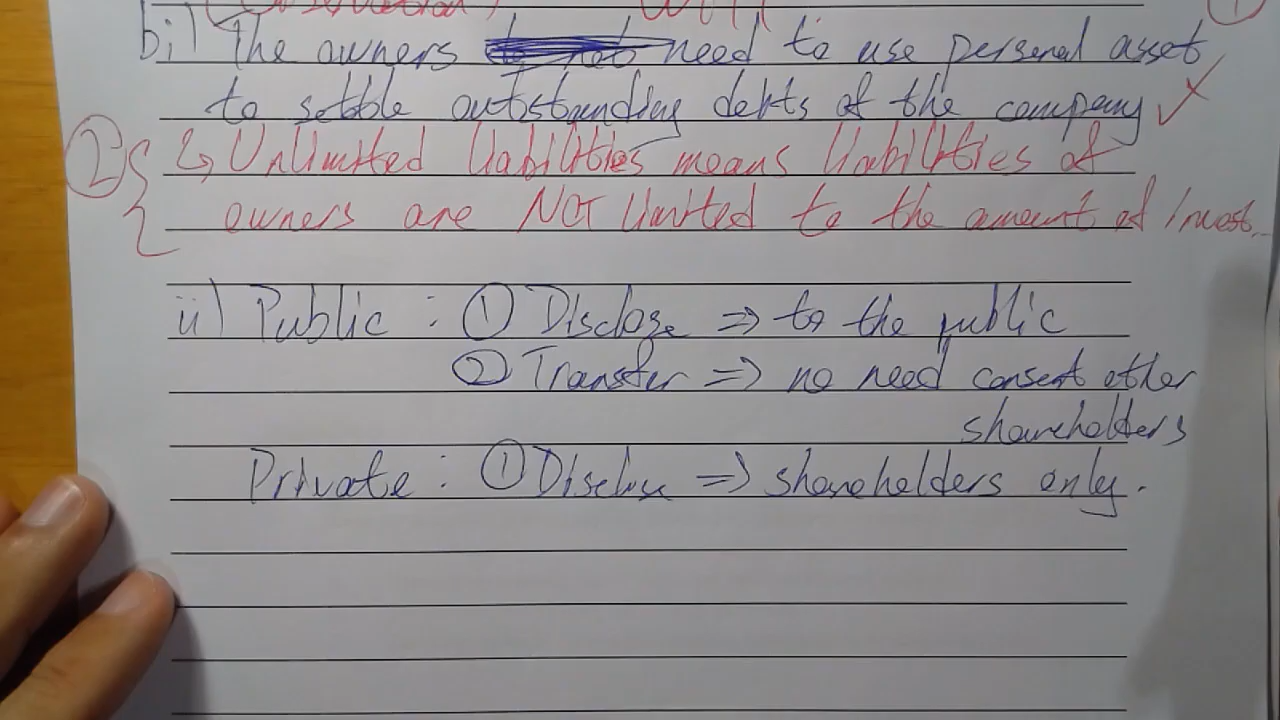 bi) The owners not need to use personal asset
to settle outstanding debts of the company ✓
② { ↳ Unlimited liabilities means liabilities of
owners are NOT limited to the amount of invest..
ii) Public : ① Disclose => to the public
② Transfer => no need consent other
shareholders
Private : ① Disclose => shareholders only.